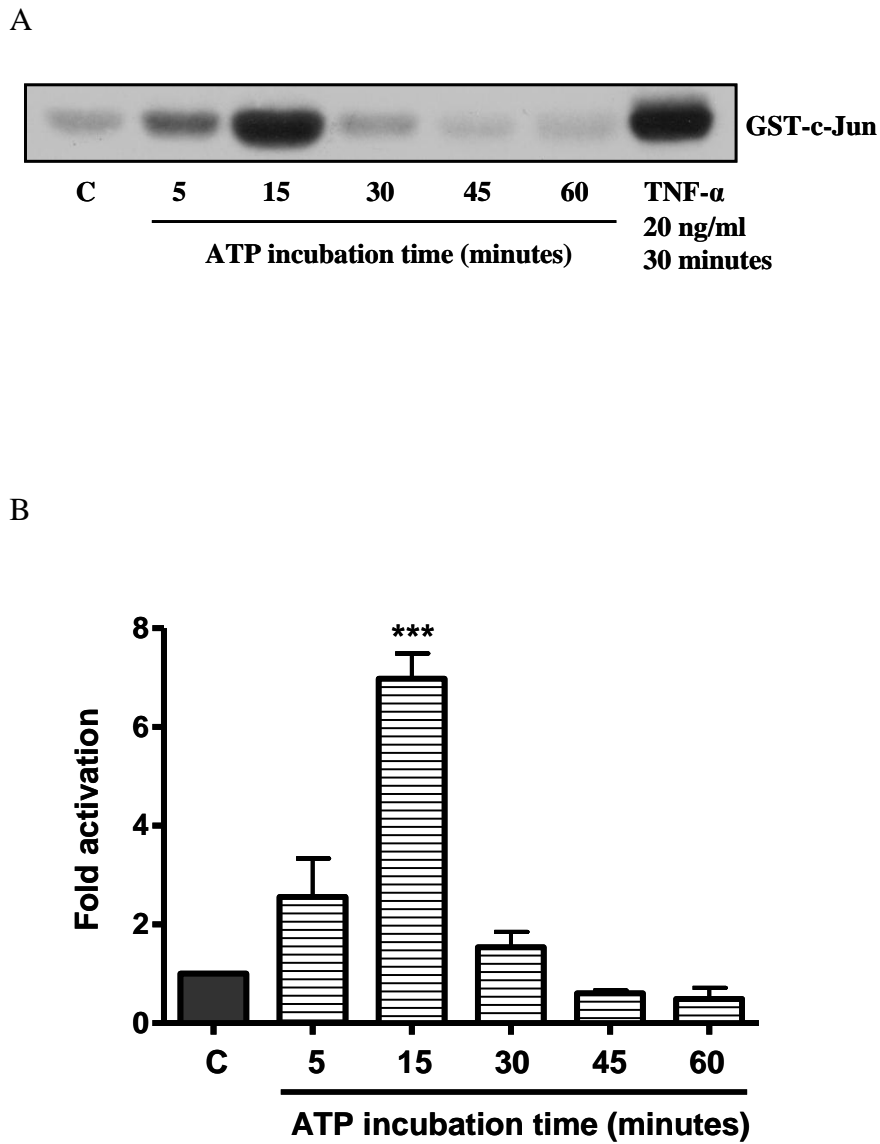 A
GST-c-Jun
C 5 15 30 45 60 TNF-α
20 ng/ml
ATP incubation time (minutes)
30 minutes
B
8
***
6
Fold activation
4
2
0
C 5 15 30 45 60
ATP incubation time (minutes)